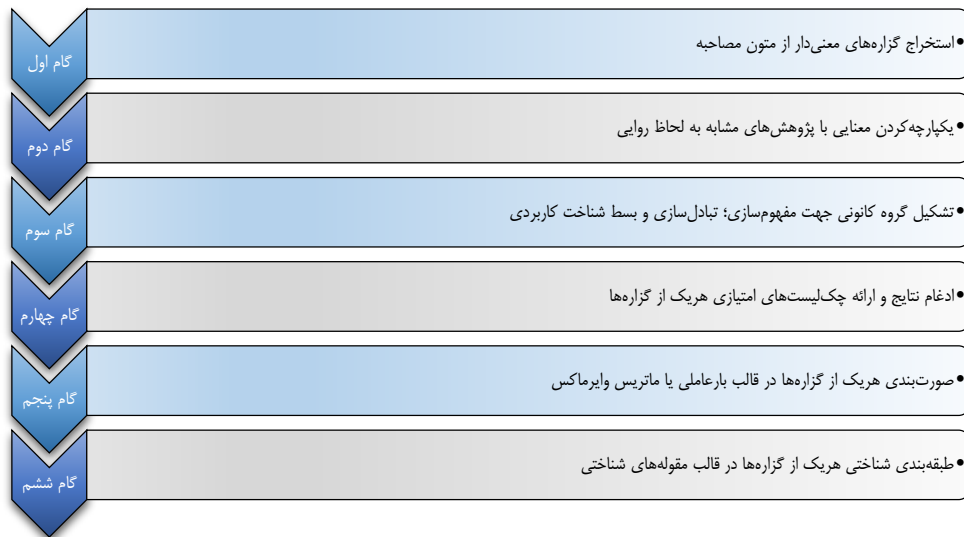 گام اول
•استخراج گزاره‌های معنی‌دار از متون مصاحبه
گام دوم
•یکپارچه‌کردن معنایی با پژوهش‌های مشابه به لحاظ روایی
گام سوم
•تشکیل گروه کانونی جهت مفهوم‌سازی؛ تبادل‌سازی و بسط شناخت کاربردی
گام چهارم
•ادغام نتایج و ارائه چک‌لیست‌های امتیازی هریک از گزاره‌ها
گام پنجم
•صورت‌بندی هریک از گزاره‌ها در قالب بارعاملی یا ماتریس وایرماکس
گام ششم
•طبقه‌بندی شناختی هریک از گزاره‌ها در قالب مقوله‌های شناختی